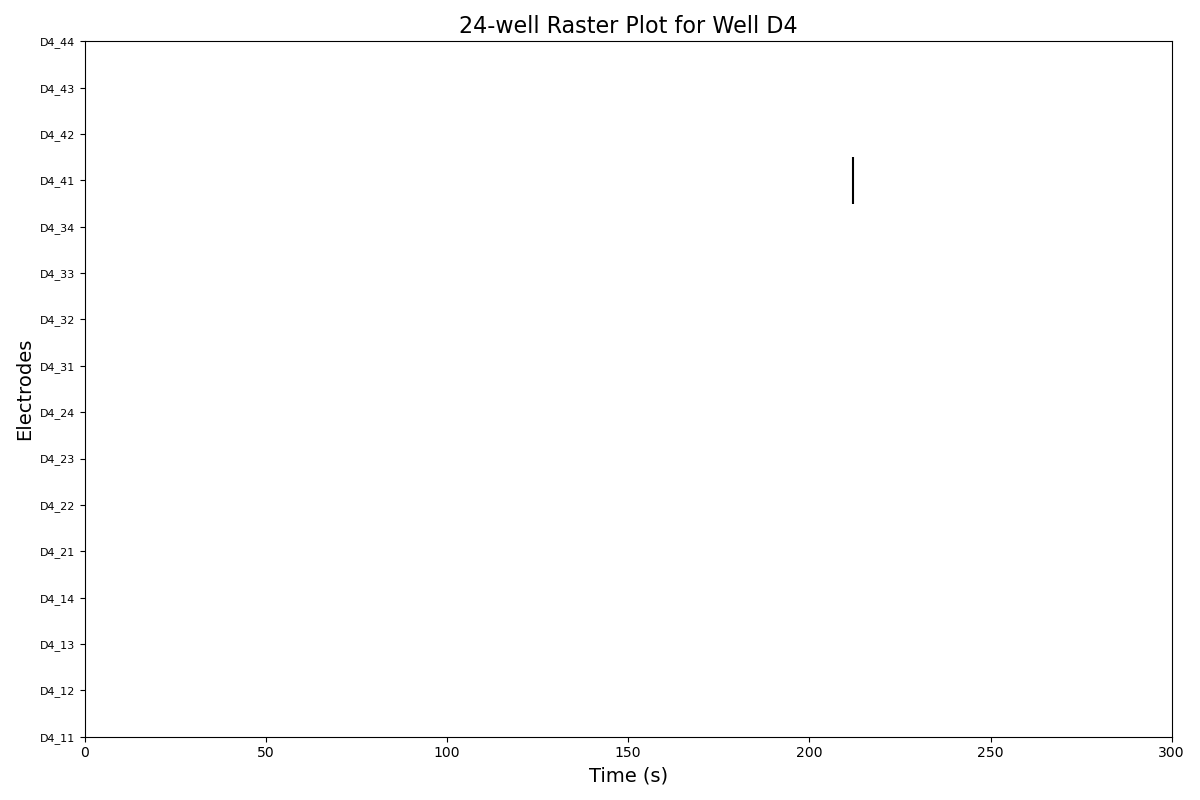 24-well Raster Plot for Well D4
D4_44
D4_43
D4_42
D4_41
D4_34
D4_33
D4_32
D4_31
D4_24
D4_23
D4_22
D4_21
D4_14
D4_13
D4_12
D4_11
Electrodes
0 50 100 150 200 250 300
Time (s)